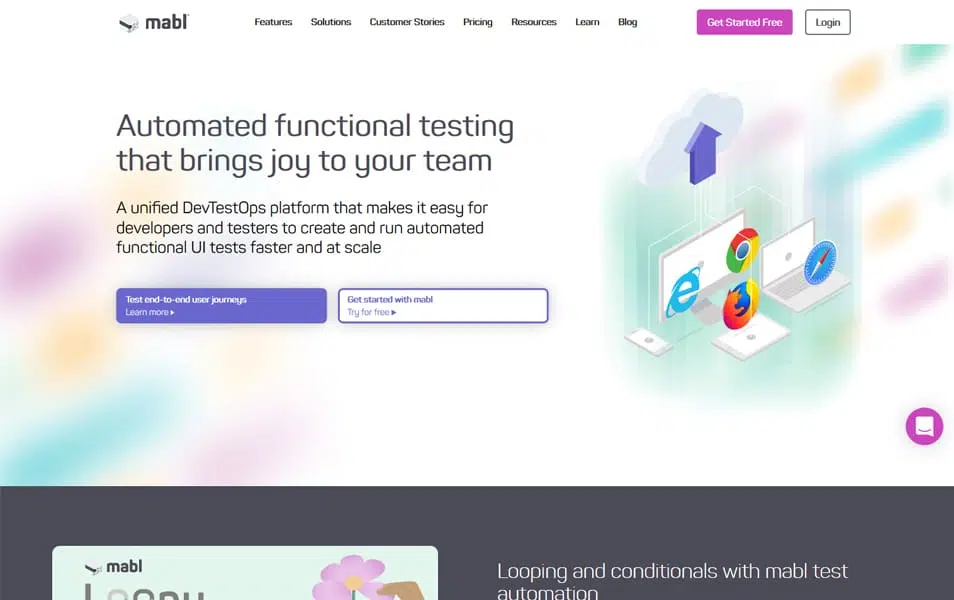 mabl
Features
Solutions
Customer Stories
Pricing
Resources
Learn
Blog
Get Started Free
Login
Automated functional testing
that brings joy to your team
A unified DevTestOps platform that makes it easy for
developers and testers to create and run automated
functional UI tests faster and at scale
Test end-to-end user journeys
Learn more
Get started with mabl
Try for free
mabl
Loopy
Looping and conditionals with mabl test
automation